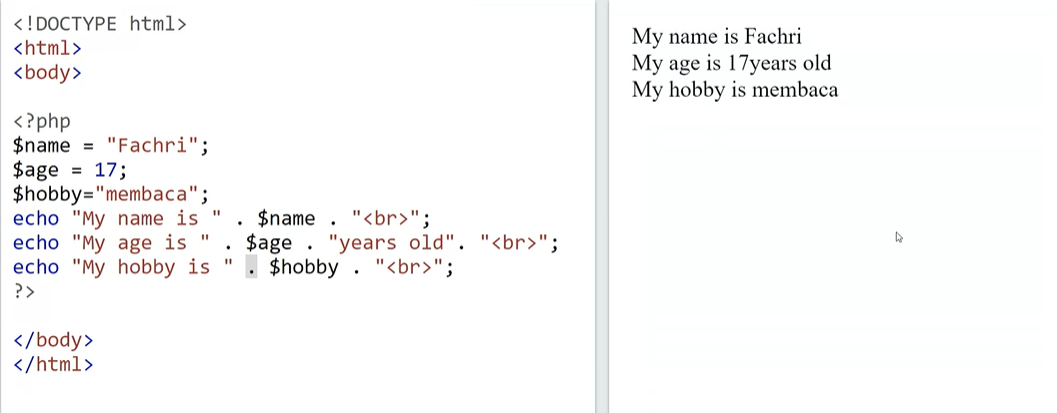 <!DOCTYPE html>
<html>
<body>
<?php
$name = "Fachri";
$age = 17;
$hobby="membaca";
echo "My name is " . $name . "<br>";
echo "My age is " . $age . "years old". "<br>";
echo "My hobby is " . $hobby . "<br>";
?>
</body>
</html>
My name is Fachri
My age is 17years old
My hobby is membaca